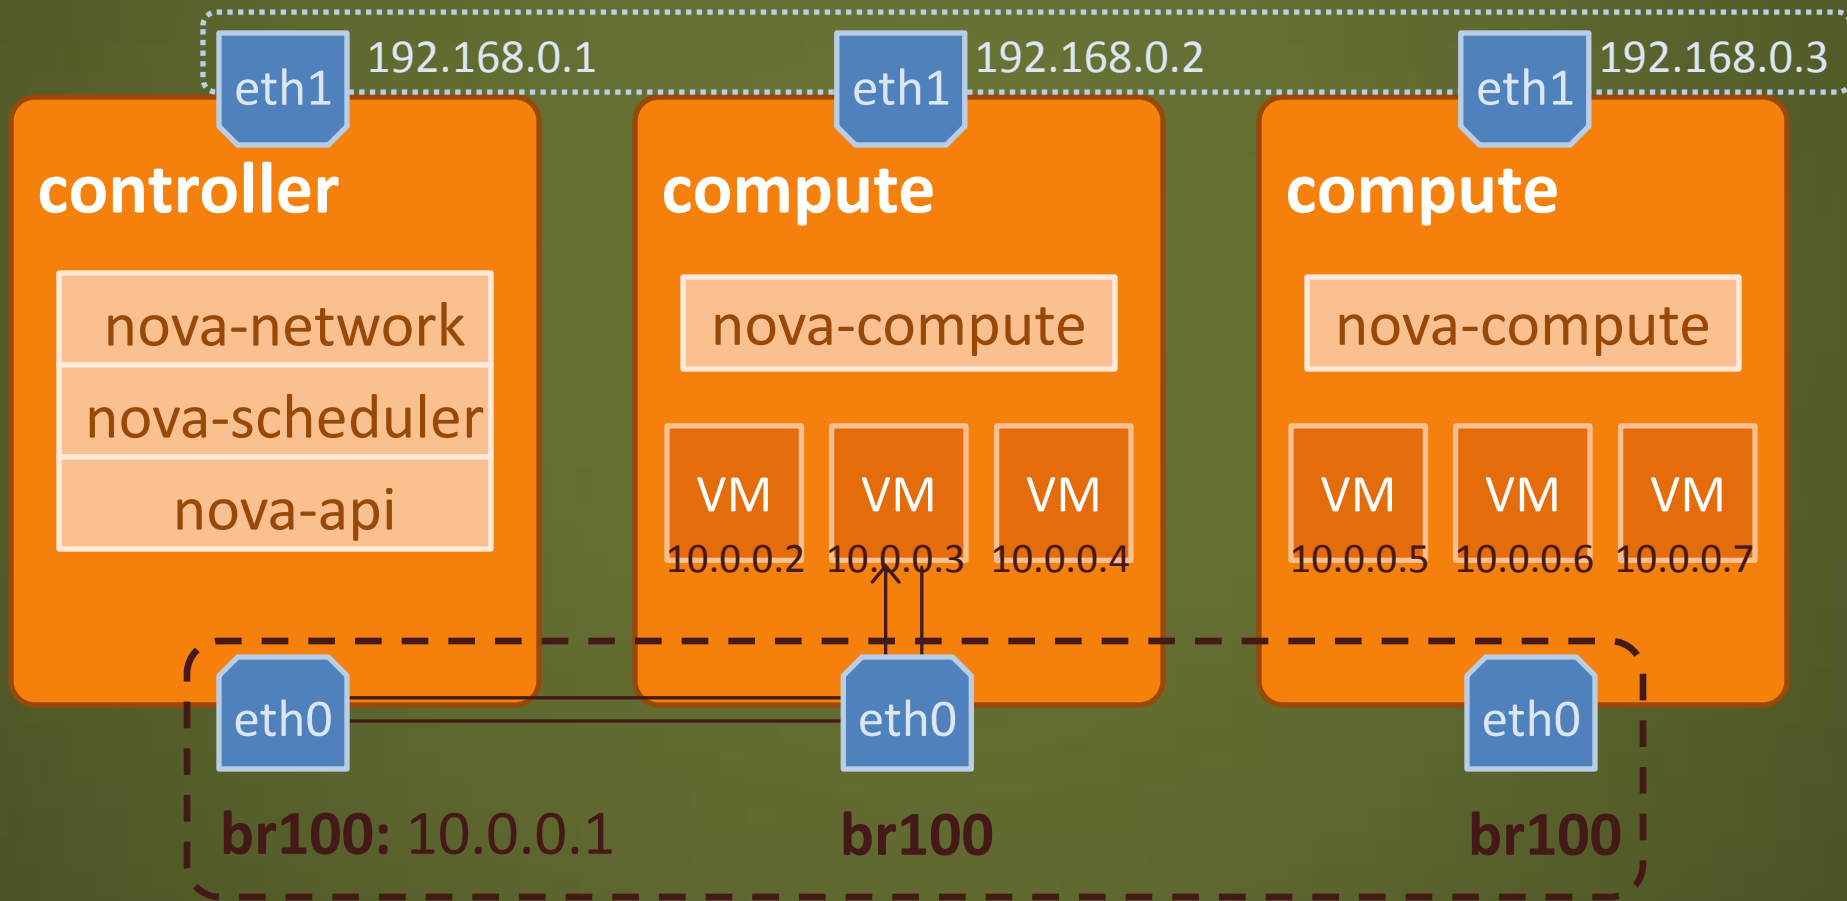 eth1 192.168.0.1
eth1 192.168.0.2
eth1 192.168.0.3
controller
nova-network
nova-scheduler
nova-api
compute
nova-compute
VM VM VM
10.0.0.2 10.0.0.3 10.0.0.4
compute
nova-compute
VM VM VM
10.0.0.5 10.0.0.6 10.0.0.7
eth0
eth0
eth0
br100: 10.0.0.1
br100
br100